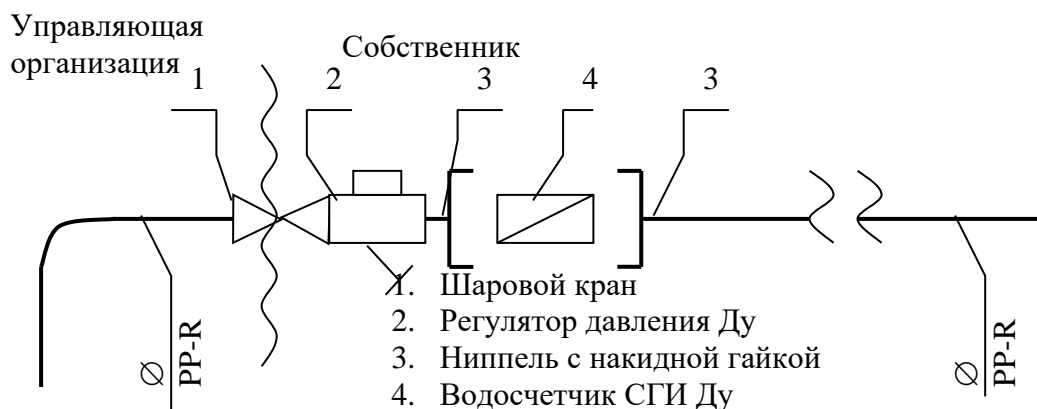 Управляющая
организация
Собственник
1 2 3 4 3
1. Шаровой кран
2. Регулятор давления Ду
3. Ниппель с накидной гайкой
4. Водосчетчик СГИ Ду
∅
PP-R
∅
PP-R